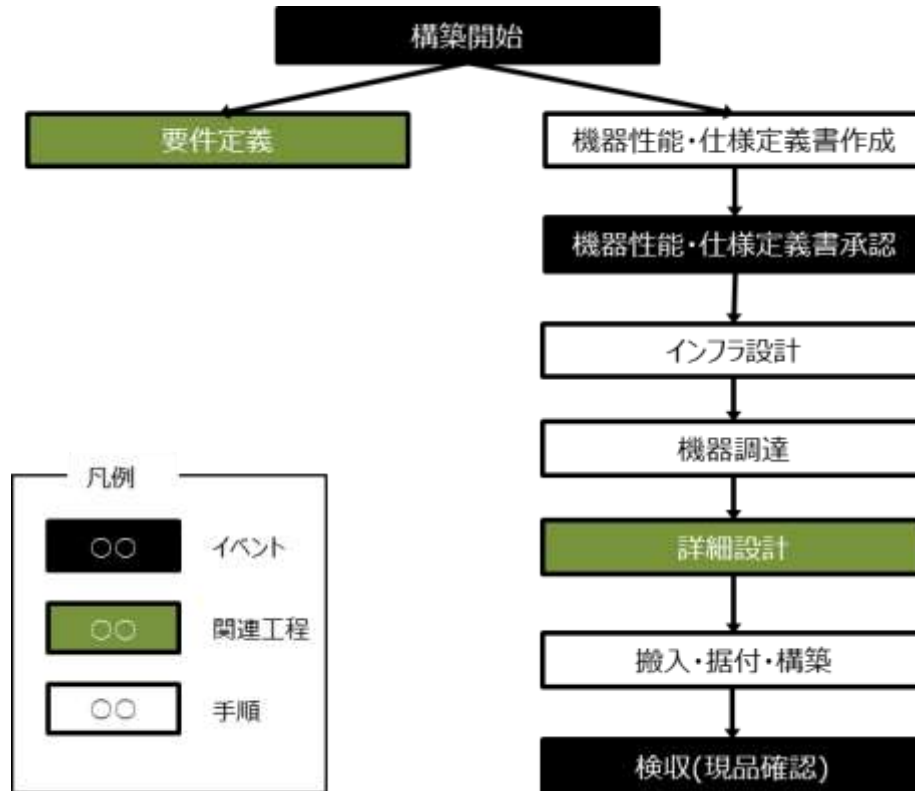 構築開始
要件定義
機器性能・仕様定義書作成
機器性能・仕様定義書承認
インフラ設計
機器調達
詳細設計
搬入・据付・構築
検収(現品確認)
凡例
〇〇 イベント
〇〇 関連工程
〇〇 手順